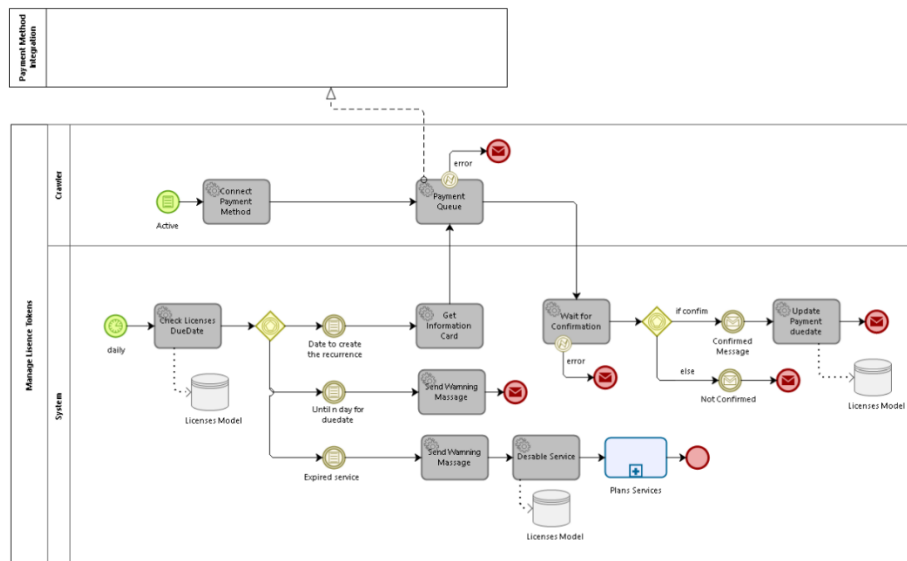 Payment Method
Integration
Manage Lisence Tokens
Crawler
error
Connect
Payment
Method
Payment
Queue
Active
System
Check Licenses
DueDate
Get
Information
Card
Wait for
Confirmation
if confim
Update
Payment
duedate
daily
Date to create
the recurrence
Confirmed
Message
error
else
Send Warnning
Massage
Licenses Model
Until n day for
duedate
Not Confirmed
Licenses Model
Send Warnning
Massage
Desable Service
Expired service
Plans Services
Licenses Model